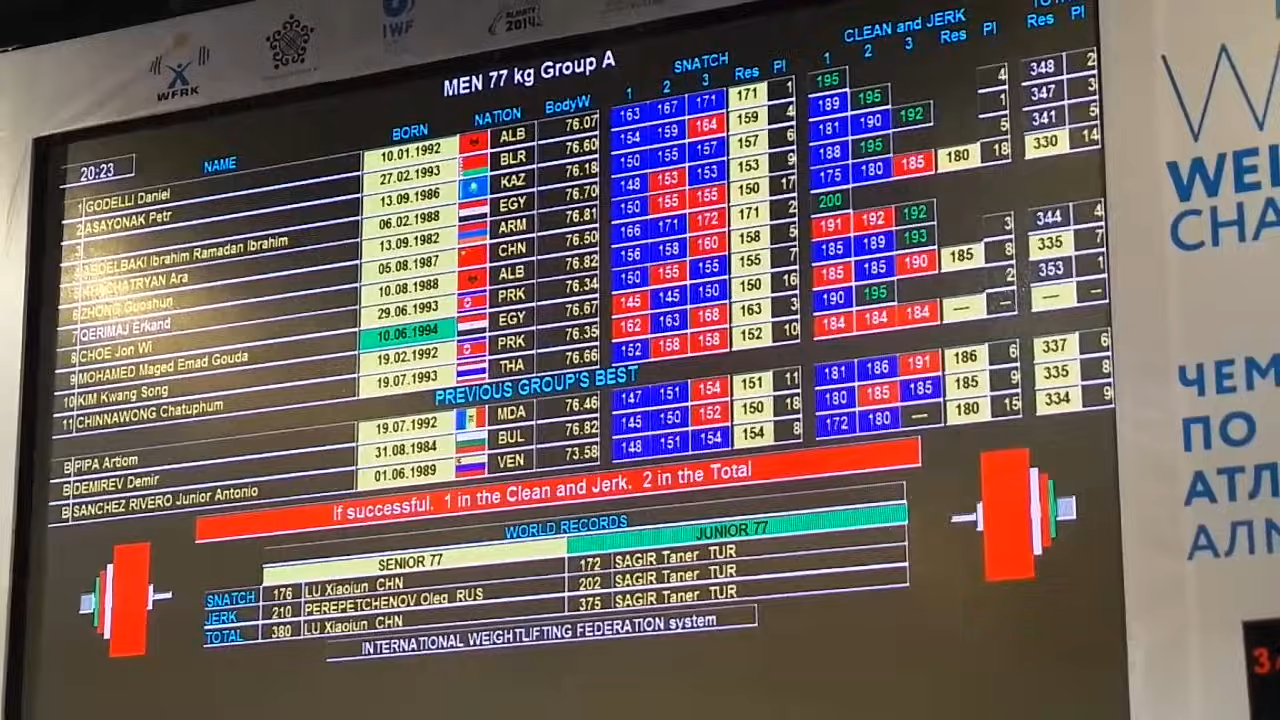 WFRK
IWF
ALMATY 2014
MEN 77 kg Group A
20:23 NAME BORN NATION BodyW SNATCH 1 2 3 Res Pl CLEAN and JERK 1 2 3 Res Pl Res Pl
1 GODELLI Daniel 10.01.1992 ALB 76.07 163 167 171 171 1 195 4 348 2
2 ASAYONAK Petr 27.02.1993 BLR 76.60 154 159 164 159 4 189 195 1 347 3
3 13.09.1986 KAZ 76.18 150 155 157 157 6 181 190 192 5 341 5
ABDELBAKI Ibrahim Ramadan Ibrahim 06.02.1988 EGY 76.70 148 153 153 153 9 188 195 18 330 14
KHACHATRYAN Ara 13.09.1982 ARM 76.81 150 155 155 150 17 175 180 185 180
6 ZHONG Guoshun 05.08.1987 CHN 76.50 166 171 172 171 2 200 3 344 4
7 QERIMAJ Erkand 10.08.1988 ALB 76.82 156 158 160 158 5 191 192 192 8 335 7
8 CHOE Jon Wi 29.06.1993 PRK 76.34 150 155 155 155 7 185 189 193 2 353 1
9 MOHAMED Maged Emad Gouda 10.06.1994 EGY 76.67 145 145 150 150 16 185 185 190 185
10 KIM Kwang Song 19.02.1992 PRK 76.35 162 163 168 163 3 190 195
11 CHINNAWONG Chatuphum 19.07.1993 THA 76.66 152 158 158 152 10 184 184 184 — — — —
PREVIOUS GROUP'S BEST
B PIPA Artiom 19.07.1992 MDA 76.46 147 151 154 151 11 181 186 191 186 6 337 6
B DEMIREV Demir 31.08.1984 BUL 76.82 145 150 152 150 18 180 185 185 185 9 335 8
B SANCHEZ RIVERO Junior Antonio 01.06.1989 VEN 73.58 148 151 154 154 8 172 180 — 180 15 334 9
If successful. 1 in the Clean and Jerk. 2 in the Total
WORLD RECORDS
SENIOR 77 JUNIOR 77
SNATCH 176 LU Xiaojun CHN 172 SAGIR Taner TUR
JERK 210 PEREPETCHENOV Oleg RUS 202 SAGIR Taner TUR
TOTAL 380 LU Xiaojun CHN 375 SAGIR Taner TUR
INTERNATIONAL WEIGHTLIFTING FEDERATION system
W
WEI
CHA
ЧЕМ
ПО
АТЛ
АЛМ